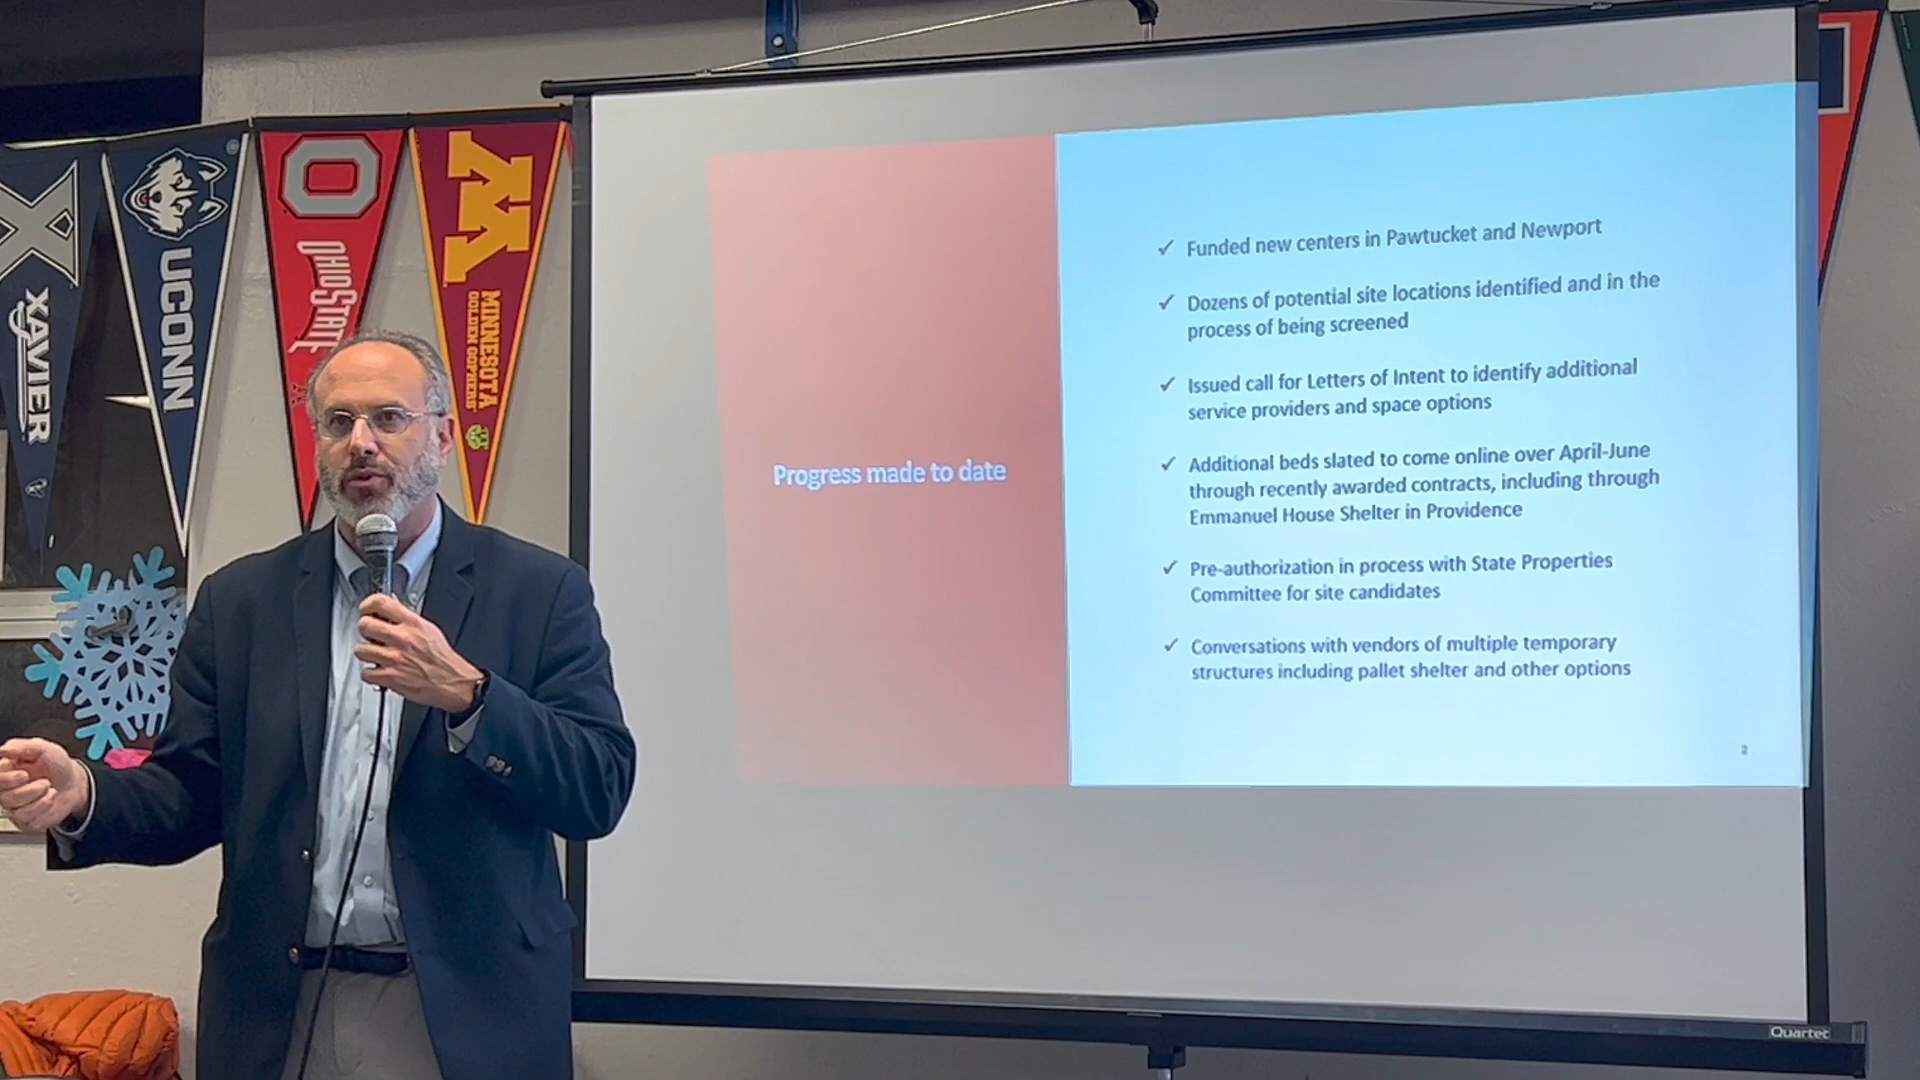 XAVIER
UCONN
O
OHIO STATE
M
MINNESOTA
GOLDEN GOPHERS
Progress made to date
✓ Funded new centers in Pawtucket and Newport
✓ Dozens of potential site locations identified and in the
process of being screened
✓ Issued call for Letters of Intent to identify additional
service providers and space options
✓ Additional beds slated to come online over April-June
through recently awarded contracts, including through
Emmanuel House Shelter in Providence
✓ Pre-authorization in process with State Properties
Committee for site candidates
✓ Conversations with vendors of multiple temporary
structures including pallet shelter and other options
2
Quartet